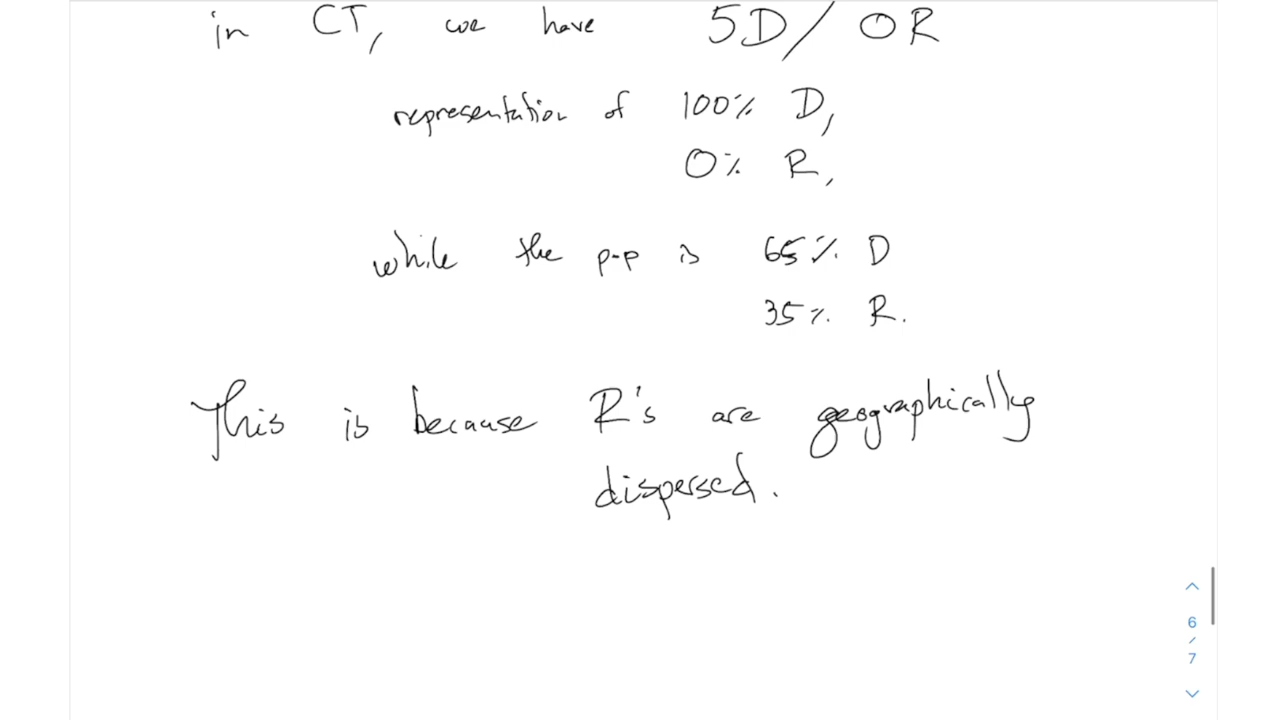 in CT, we have 5D/0R
representation of 100% D,
0% R,
while the p-p is 65% D
35% R.
This is because R's are geographically
dispersed.
6
/
7